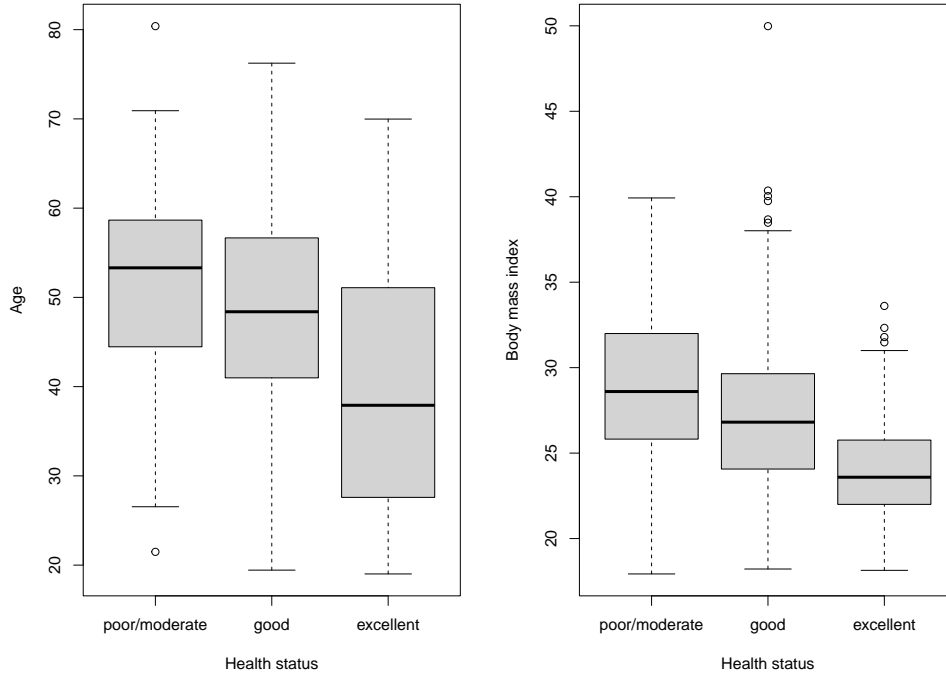 Age
80
70
60
50
40
30
20
poor/moderate good excellent
Health status
Body mass index
50
45
40
35
30
25
20
poor/moderate good excellent
Health status